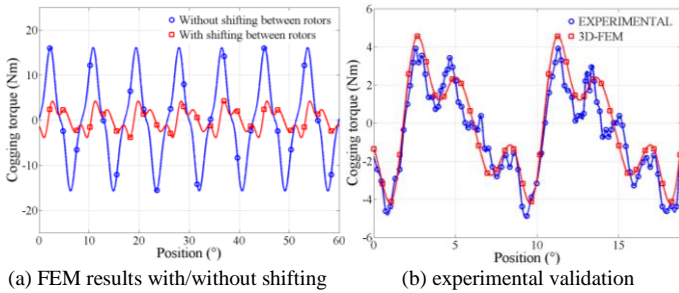 20
10
0
-10
-20
Cogging torque (Nm)
Without shifting between rotors
With shifting between rotors
0 10 20 30 40 50 60
Position (°)
(a) FEM results with/without shifting
6
4
2
0
-2
-4
-6
Cogging torque (Nm)
EXPERIMENTAL
3D-FEM
0 5 10 15
Position (°)
(b) experimental validation